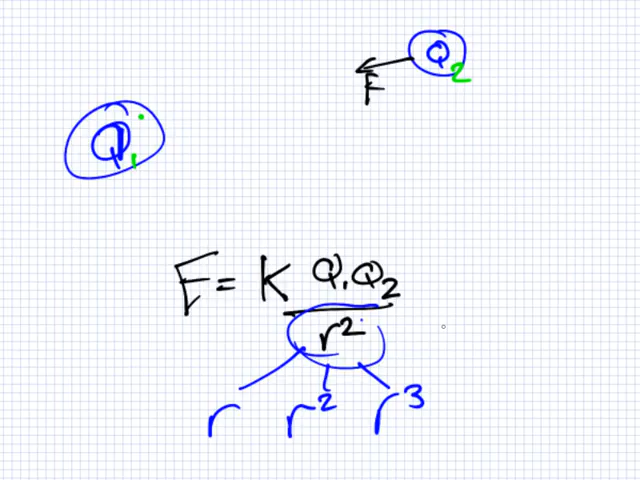 Q₂
F
Q₁
F = K Q₁Q₂
r²
r r² r³